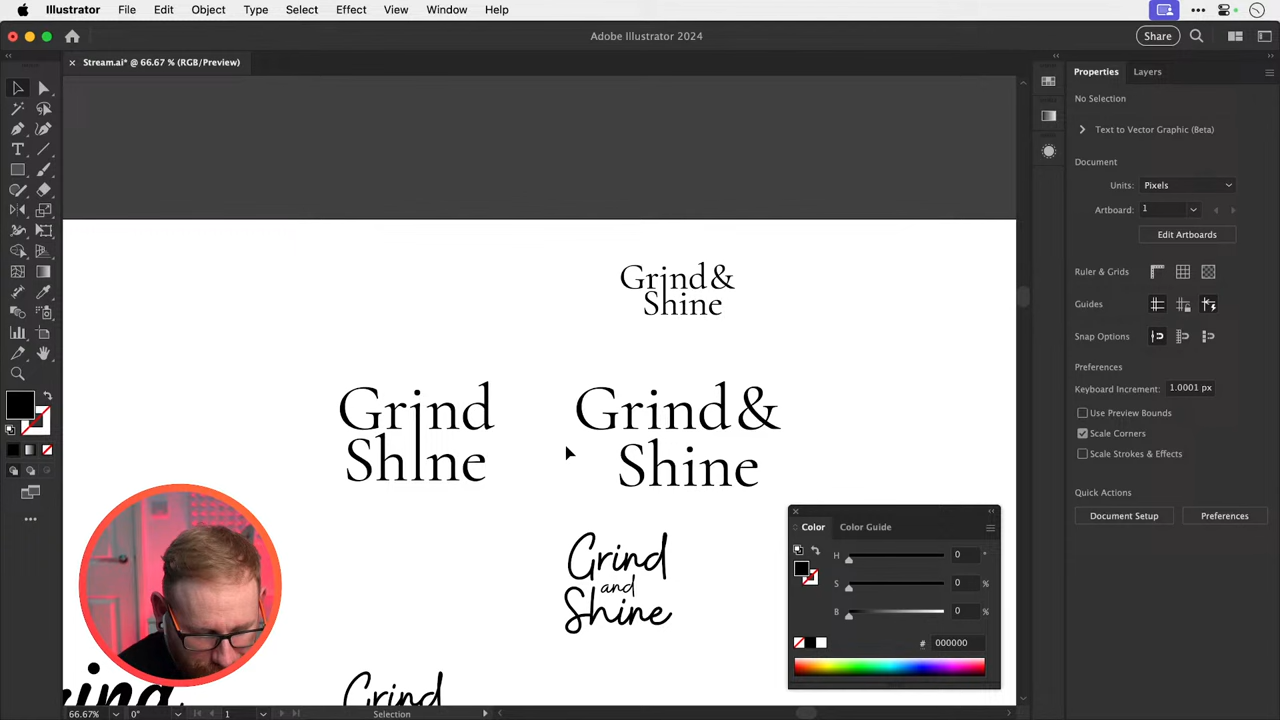 Illustrator File Edit Object Type Select Effect View Window Help
Adobe Illustrator 2024
Share
× Stream.ai* @ 66.67 % (RGB/Preview)
Properties Layers
No Selection
Text to Vector Graphic (Beta)
Document
Units: Pixels
Artboard: 1
Edit Artboards
Ruler & Grids
Guides
Snap Options
Preferences
Keyboard Increment: 1.0001 px
Use Preview Bounds
Scale Corners
Scale Strokes & Effects
Quick Actions
Document Setup Preferences
Grind &
Shine
Grind
Shine
Grind &
Shine
Grind
and
Shine
Grind
Color Color Guide
H 0 °
S 0 %
B 0 %
# 000000
66.67% 0° 1 Selection